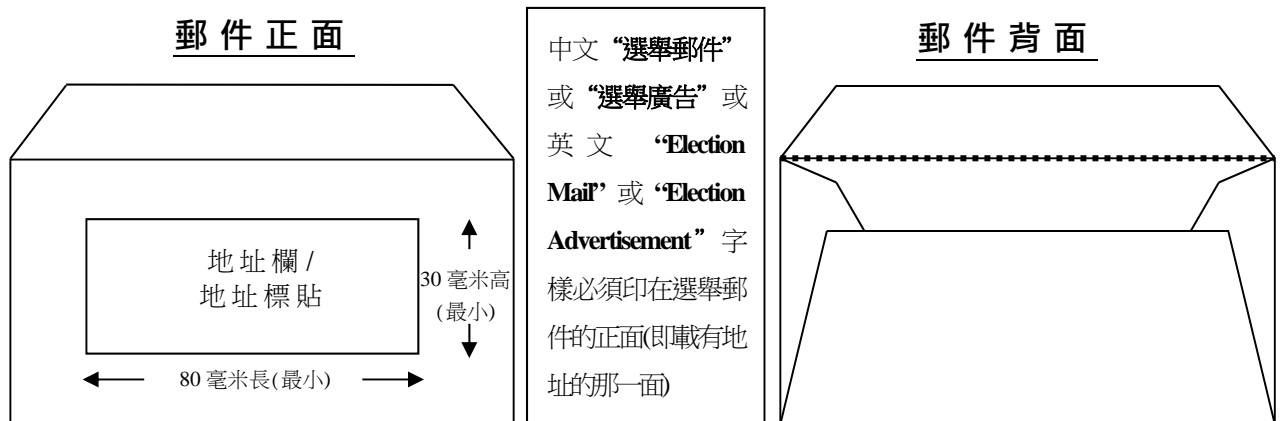 郵件正面
地址欄/
地址標貼
30 毫米高
(最小)
80 毫米長(最小)
中文“選舉郵件”
或“選舉廣告”或
英文 “Election
Mail” 或 “Election
Advertisement” 字
樣必須印在選舉郵
件的正面(即載有地
址的那一面)
郵件背面